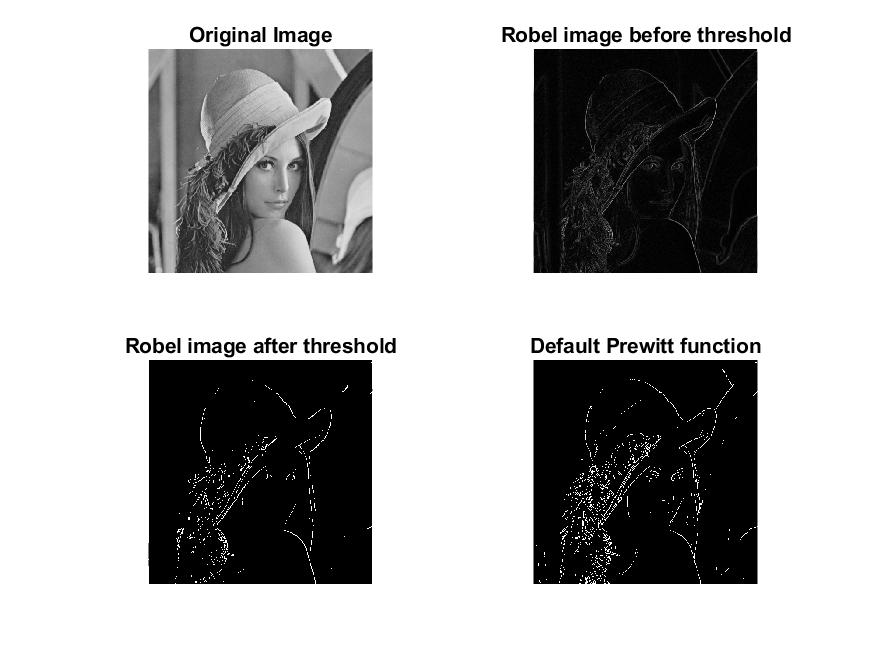 Original Image
Robel image before threshold
Robel image after threshold
Default Prewitt function